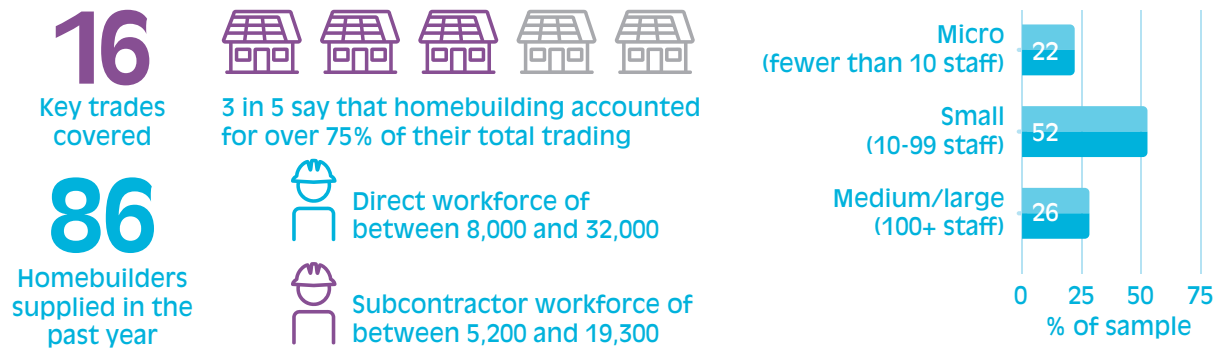 16
Key trades
covered
86
Homebuilders
supplied in the
past year
3 in 5 say that homebuilding accounted
for over 75% of their total trading
Direct workforce of
between 8,000 and 32,000
Subcontractor workforce of
between 5,200 and 19,300
Micro
(fewer than 10 staff)
22
Small
(10-99 staff)
52
Medium/large
(100+ staff)
26
0 25 50 75
% of sample